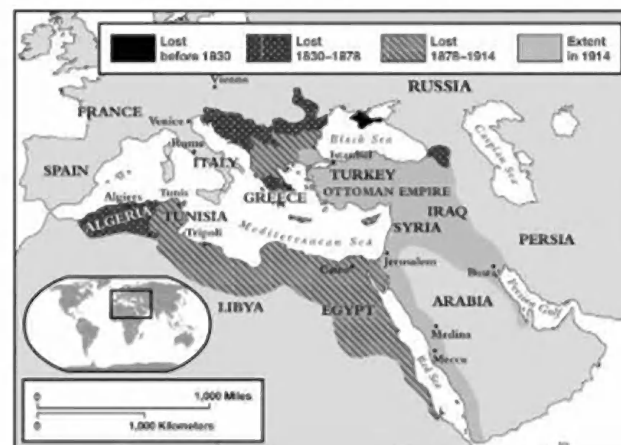 Lost before 1830
Lost 1830–1878
Lost 1878–1914
Extent in 1914
Vienna
RUSSIA
FRANCE
Venice
Caspian Sea
Black Sea
Rome
ITALY
Istanbul
SPAIN
TURKEY
OTTOMAN EMPIRE
GREECE
Algiers
Tunis
ALGERIA
TUNISIA
IRAQ
SYRIA
Mediterranean Sea
Tripoli
PERSIA
Jerusalem
Cairo
Basra
LIBYA
EGYPT
ARABIA
Persian Gulf
Medina
Mecca
Red Sea
0 1,000 Miles
0 1,000 Kilometers